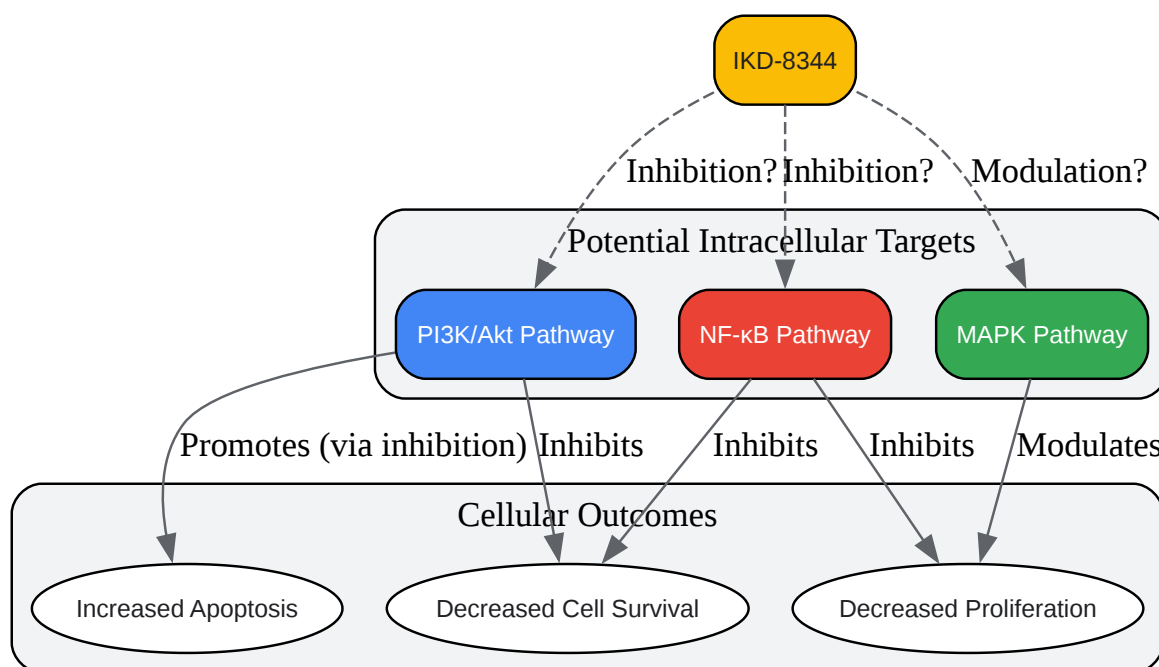 IKD-8344
Inhibition?
Inhibition?
Modulation?
Potential Intracellular Targets
PI3K/Akt Pathway
NF-κB Pathway
MAPK Pathway
Promotes (via inhibition)
Inhibits
Inhibits
Inhibits
Modulates
Cellular Outcomes
Increased Apoptosis
Decreased Cell Survival
Decreased Proliferation